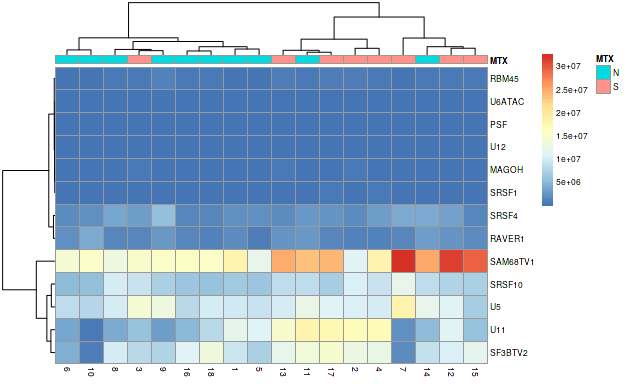 MTX
RBM45
U6ATAC
PSF
U12
MAGOH
SRSF1
SRSF4
RAVER1
SAM68TV1
SRSF10
U5
U11
SF3BTV2
6 10 8 3 9 16 18 1 5 13 11 17 2 4 7 14 12 15
3e+07
2.5e+07
2e+07
1.5e+07
1e+07
5e+06
MTX
N
S